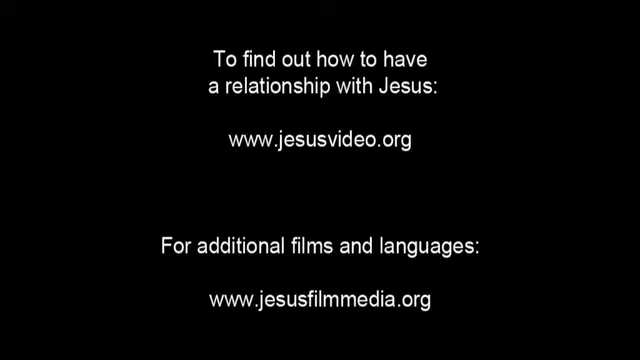 To find out how to have
a relationship with Jesus:
www.jesusvideo.org
For additional films and languages:
www.jesusfilmmedia.org